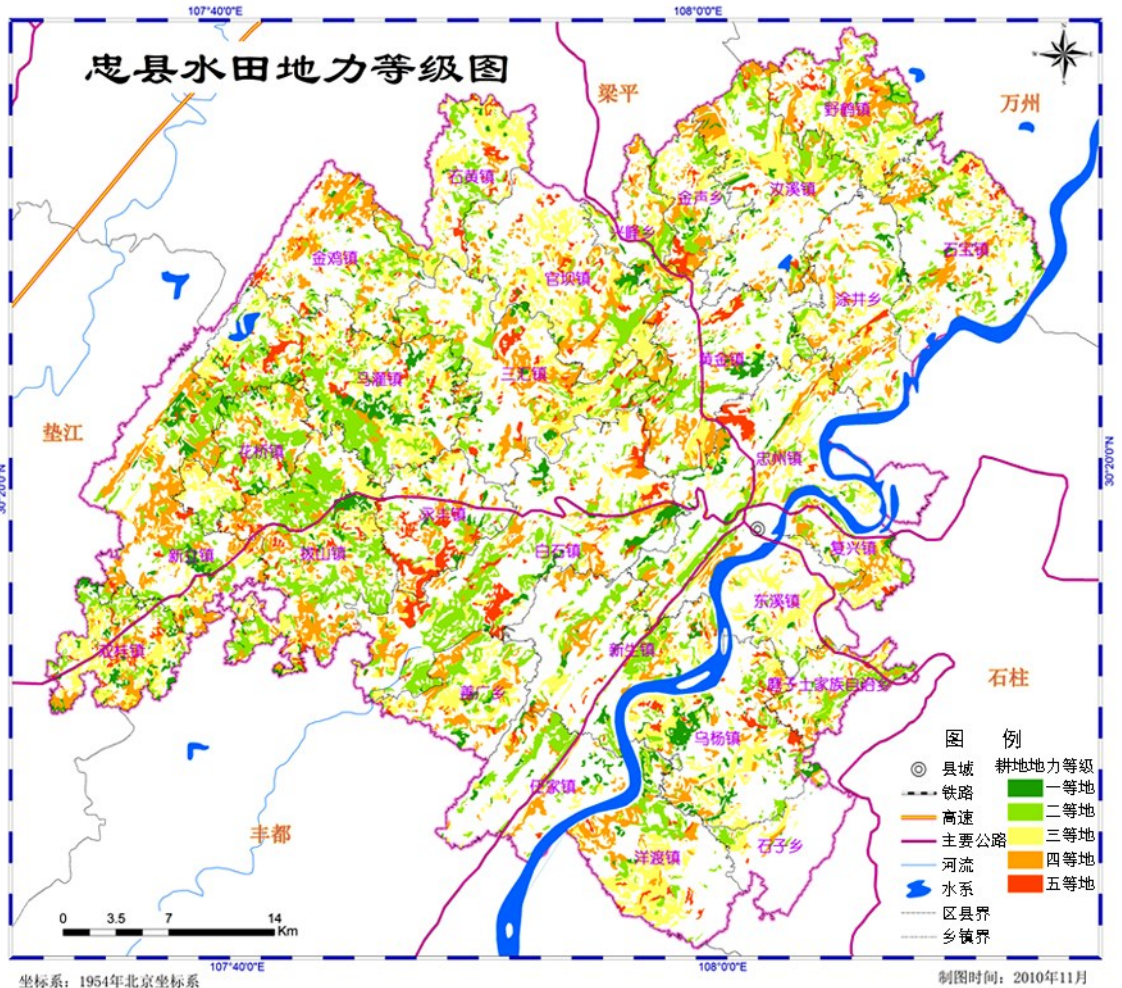 107°40'0"E
108°0'0"E
忠县水田地力等级图
梁平
万州
野鹤镇
石黄镇
金声乡
汝溪镇
兴峰乡
石宝镇
金鸡镇
官坝镇
涂井乡
黄金镇
马灌镇
三汇镇
垫江
花桥镇
忠州镇
30°20'0"N
30°20'0"N
永丰镇
新立镇
拔山镇
白石镇
复兴镇
东溪镇
双桂镇
新生镇
石柱
善广乡
磨子土家族自治乡
乌杨镇
任家镇
丰都
洋渡镇
石子乡
图 例
县城
铁路
高速
主要公路
河流
水系
区县界
乡镇界
耕地地力等级
一等地
二等地
三等地
四等地
五等地
0 3.5 7 14
Km
107°40'0"E
108°0'0"E
坐标系：1954年北京坐标系
制图时间：2010年11月